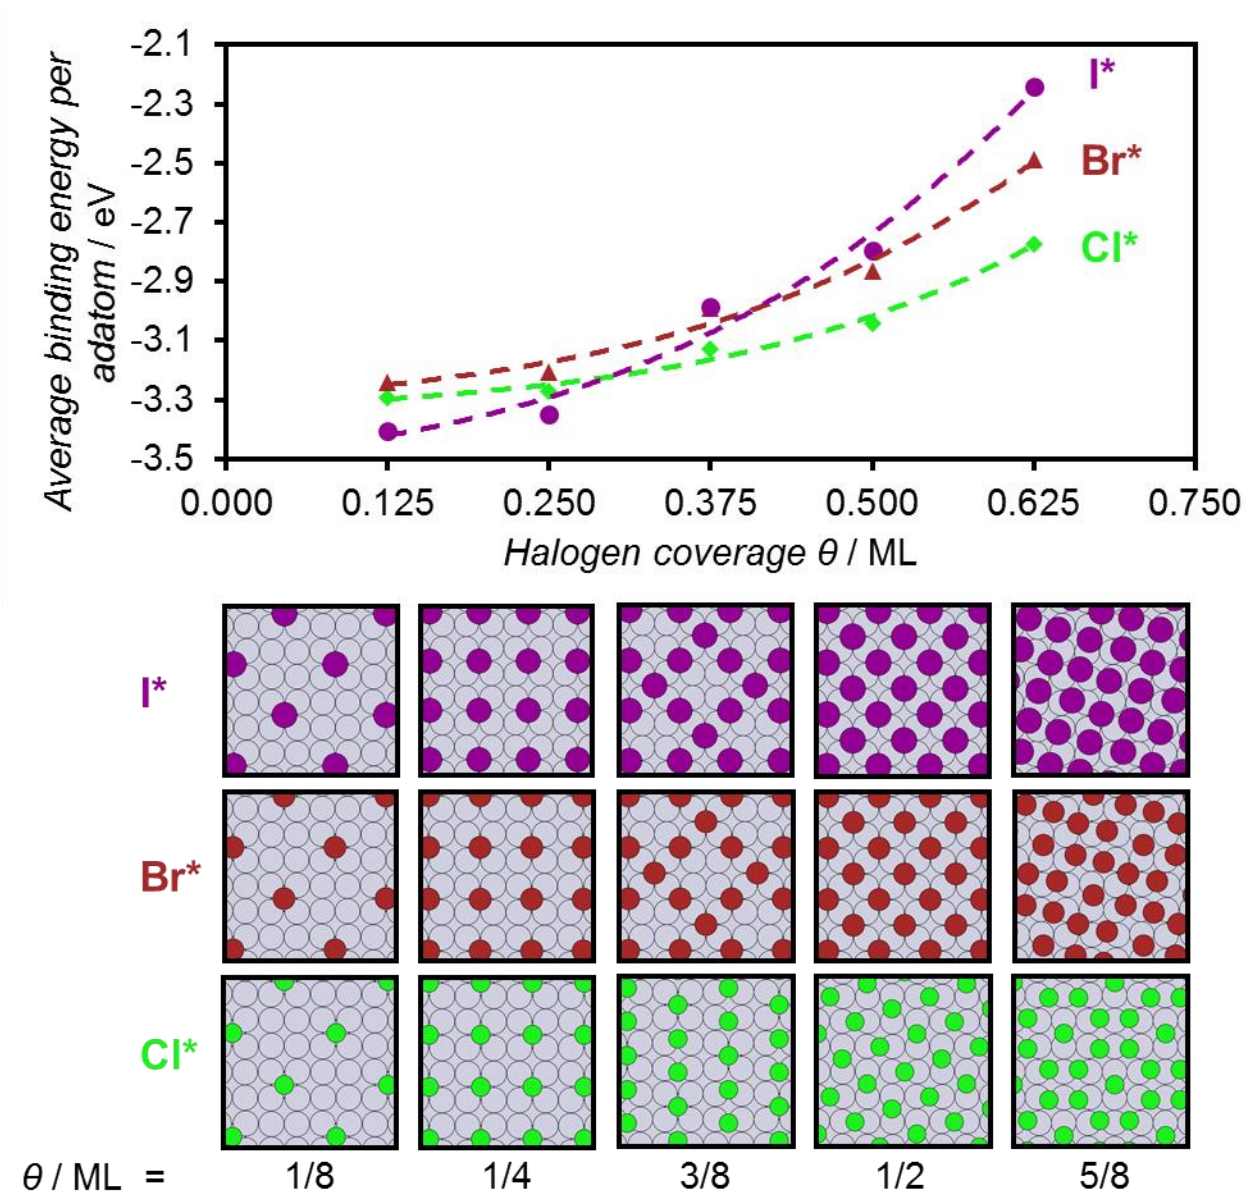 Average binding energy per
adatom / eV
-2.1
-2.3
-2.5
-2.7
-2.9
-3.1
-3.3
-3.5
I*
Br*
Cl*
0.000 0.125 0.250 0.375 0.500 0.625 0.750
Halogen coverage θ / ML
I*
Br*
Cl*
θ / ML = 1/8 1/4 3/8 1/2 5/8